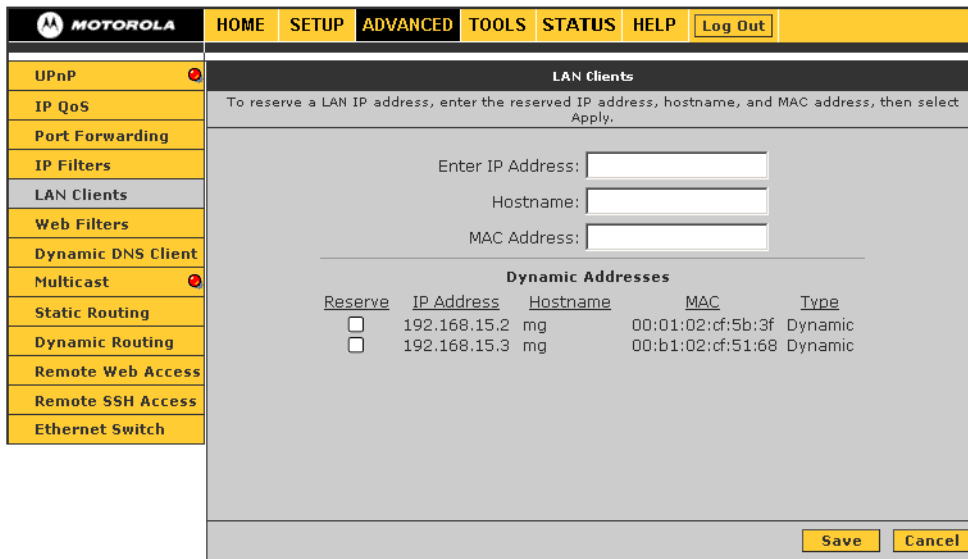 MOTOROLA HOME SETUP ADVANCED TOOLS STATUS HELP Log Out
UPnP
IP QoS
Port Forwarding
IP Filters
LAN Clients
Web Filters
Dynamic DNS Client
Multicast
Static Routing
Dynamic Routing
Remote Web Access
Remote SSH Access
Ethernet Switch
LAN Clients
To reserve a LAN IP address, enter the reserved IP address, hostname, and MAC address, then select
Apply.
Enter IP Address:
Hostname:
MAC Address:
Dynamic Addresses
Reserve IP Address Hostname MAC Type
192.168.15.2 mg 00:01:02:cf:5b:3f Dynamic
192.168.15.3 mg 00:b1:02:cf:51:68 Dynamic
Save Cancel